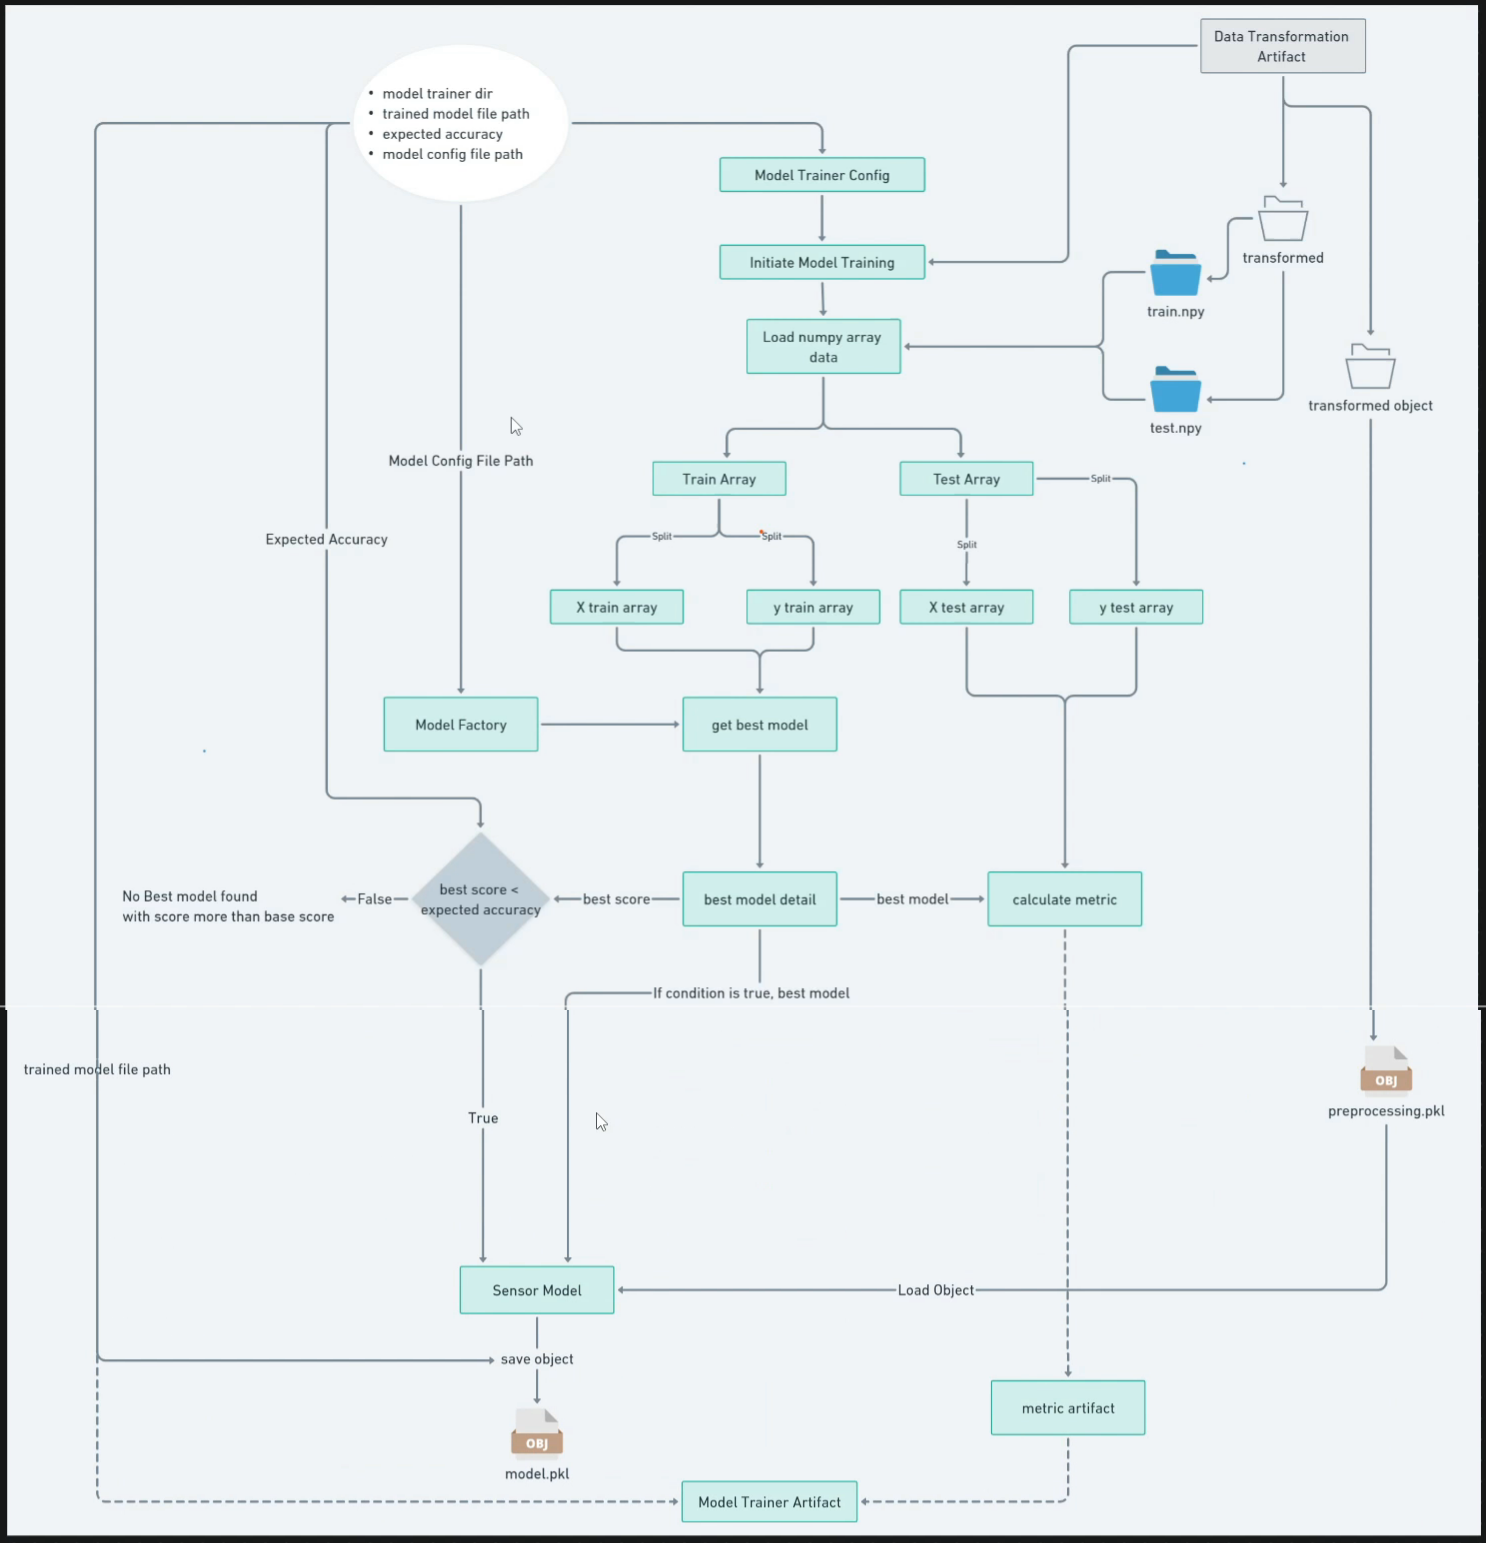 Data Transformation
Artifact
• model trainer dir
• trained model file path
• expected accuracy
• model config file path
Model Trainer Config
Initiate Model Training
transformed
train.npy
Load numpy array
data
transformed object
test.npy
Model Config File Path
Train Array
Test Array
Split
Expected Accuracy
Split
Split
Split
X train array
y train array
X test array
y test array
Model Factory
get best model
best score <
expected accuracy
No Best model found
with score more than base score
False
best score
best model detail
best model
calculate metric
If condition is true, best model
trained model file path
OBJ
preprocessing.pkl
True
Sensor Model
Load Object
save object
metric artifact
OBJ
model.pkl
Model Trainer Artifact